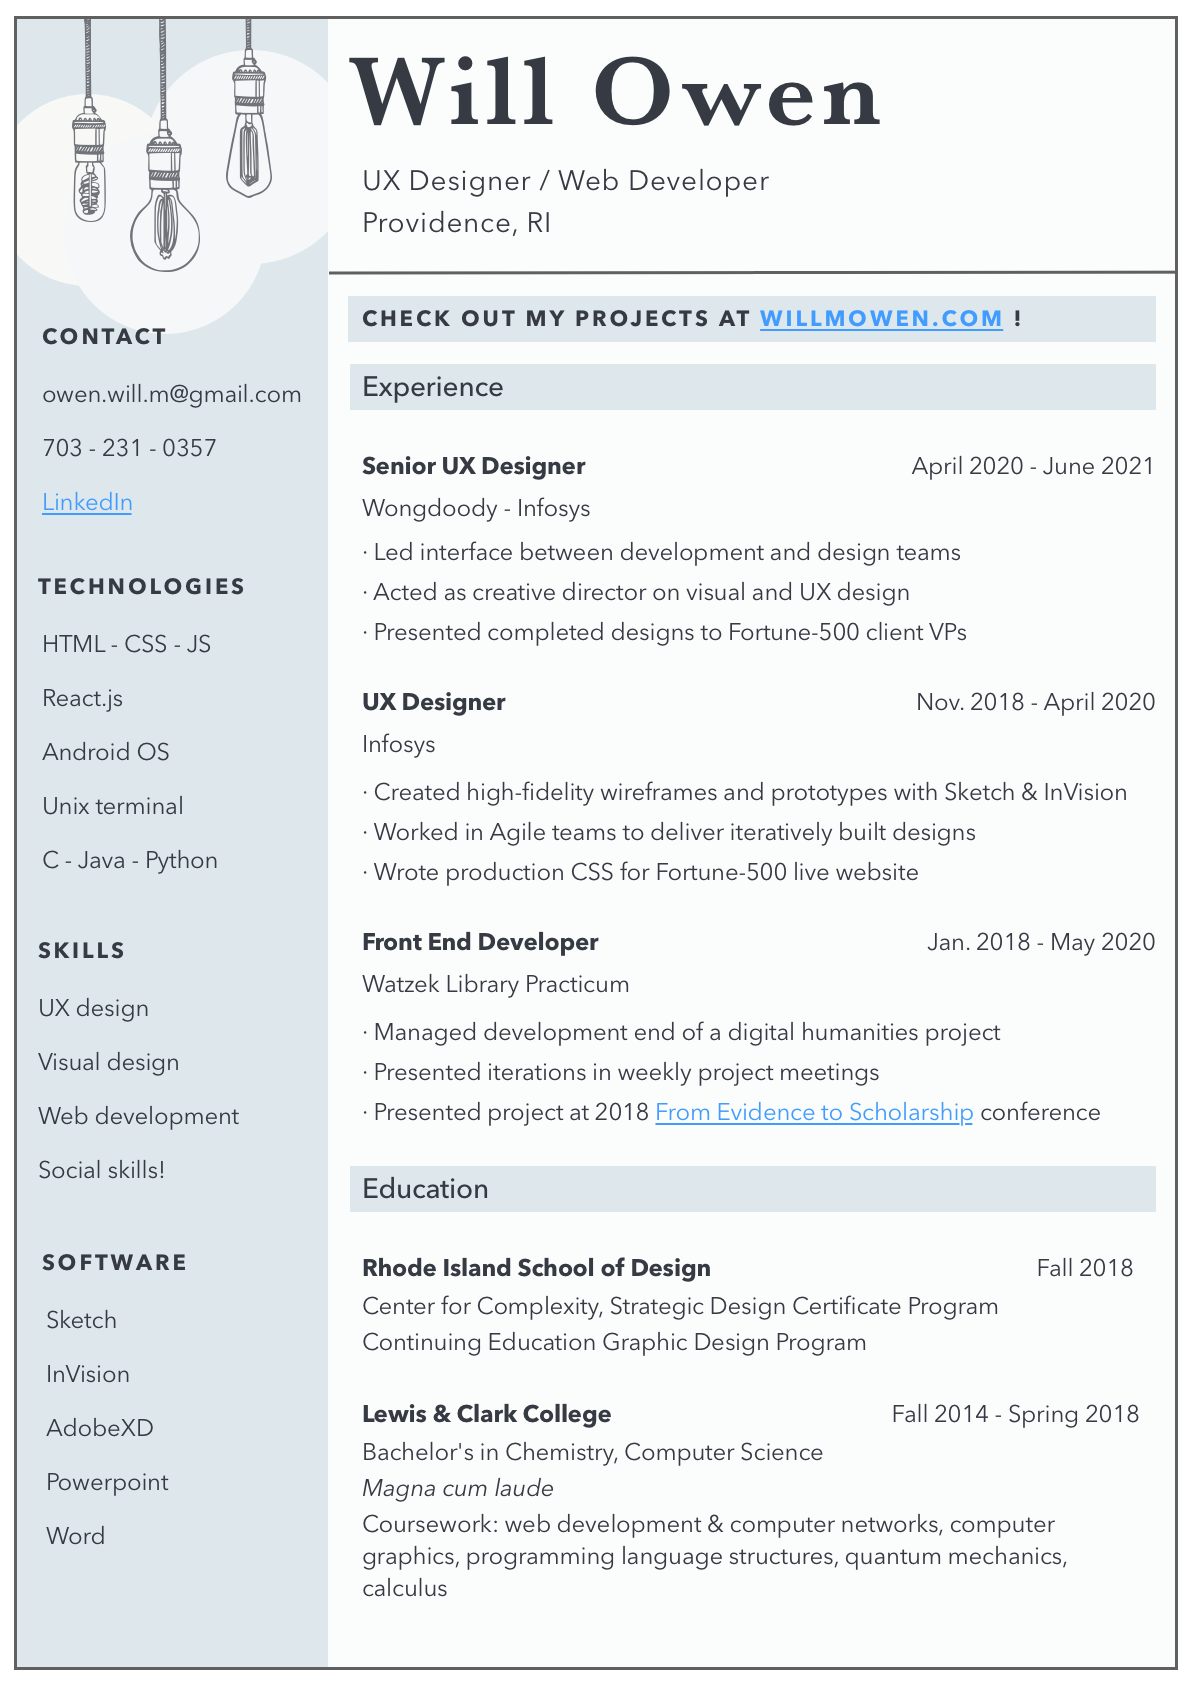 Will Owen
UX Designer / Web Developer
Providence, RI
CONTACT
owen.will.m@gmail.com
703 - 231 - 0357
LinkedIn
TECHNOLOGIES
HTML - CSS - JS
React.js
Android OS
Unix terminal
C - Java - Python
SKILLS
UX design
Visual design
Web development
Social skills!
SOFTWARE
Sketch
InVision
AdobeXD
Powerpoint
Word
CHECK OUT MY PROJECTS AT WILLMOWEN.COM !
Experience
Senior UX Designer April 2020 - June 2021
Wongdoody - Infosys
· Led interface between development and design teams
· Acted as creative director on visual and UX design
· Presented completed designs to Fortune-500 client VPs
UX Designer Nov. 2018 - April 2020
Infosys
· Created high-fidelity wireframes and prototypes with Sketch & InVision
· Worked in Agile teams to deliver iteratively built designs
· Wrote production CSS for Fortune-500 live website
Front End Developer Jan. 2018 - May 2020
Watzek Library Practicum
· Managed development end of a digital humanities project
· Presented iterations in weekly project meetings
· Presented project at 2018 From Evidence to Scholarship conference
Education
Rhode Island School of Design Fall 2018
Center for Complexity, Strategic Design Certificate Program
Continuing Education Graphic Design Program
Lewis & Clark College Fall 2014 - Spring 2018
Bachelor's in Chemistry, Computer Science
Magna cum laude
Coursework: web development & computer networks, computer
graphics, programming language structures, quantum mechanics,
calculus